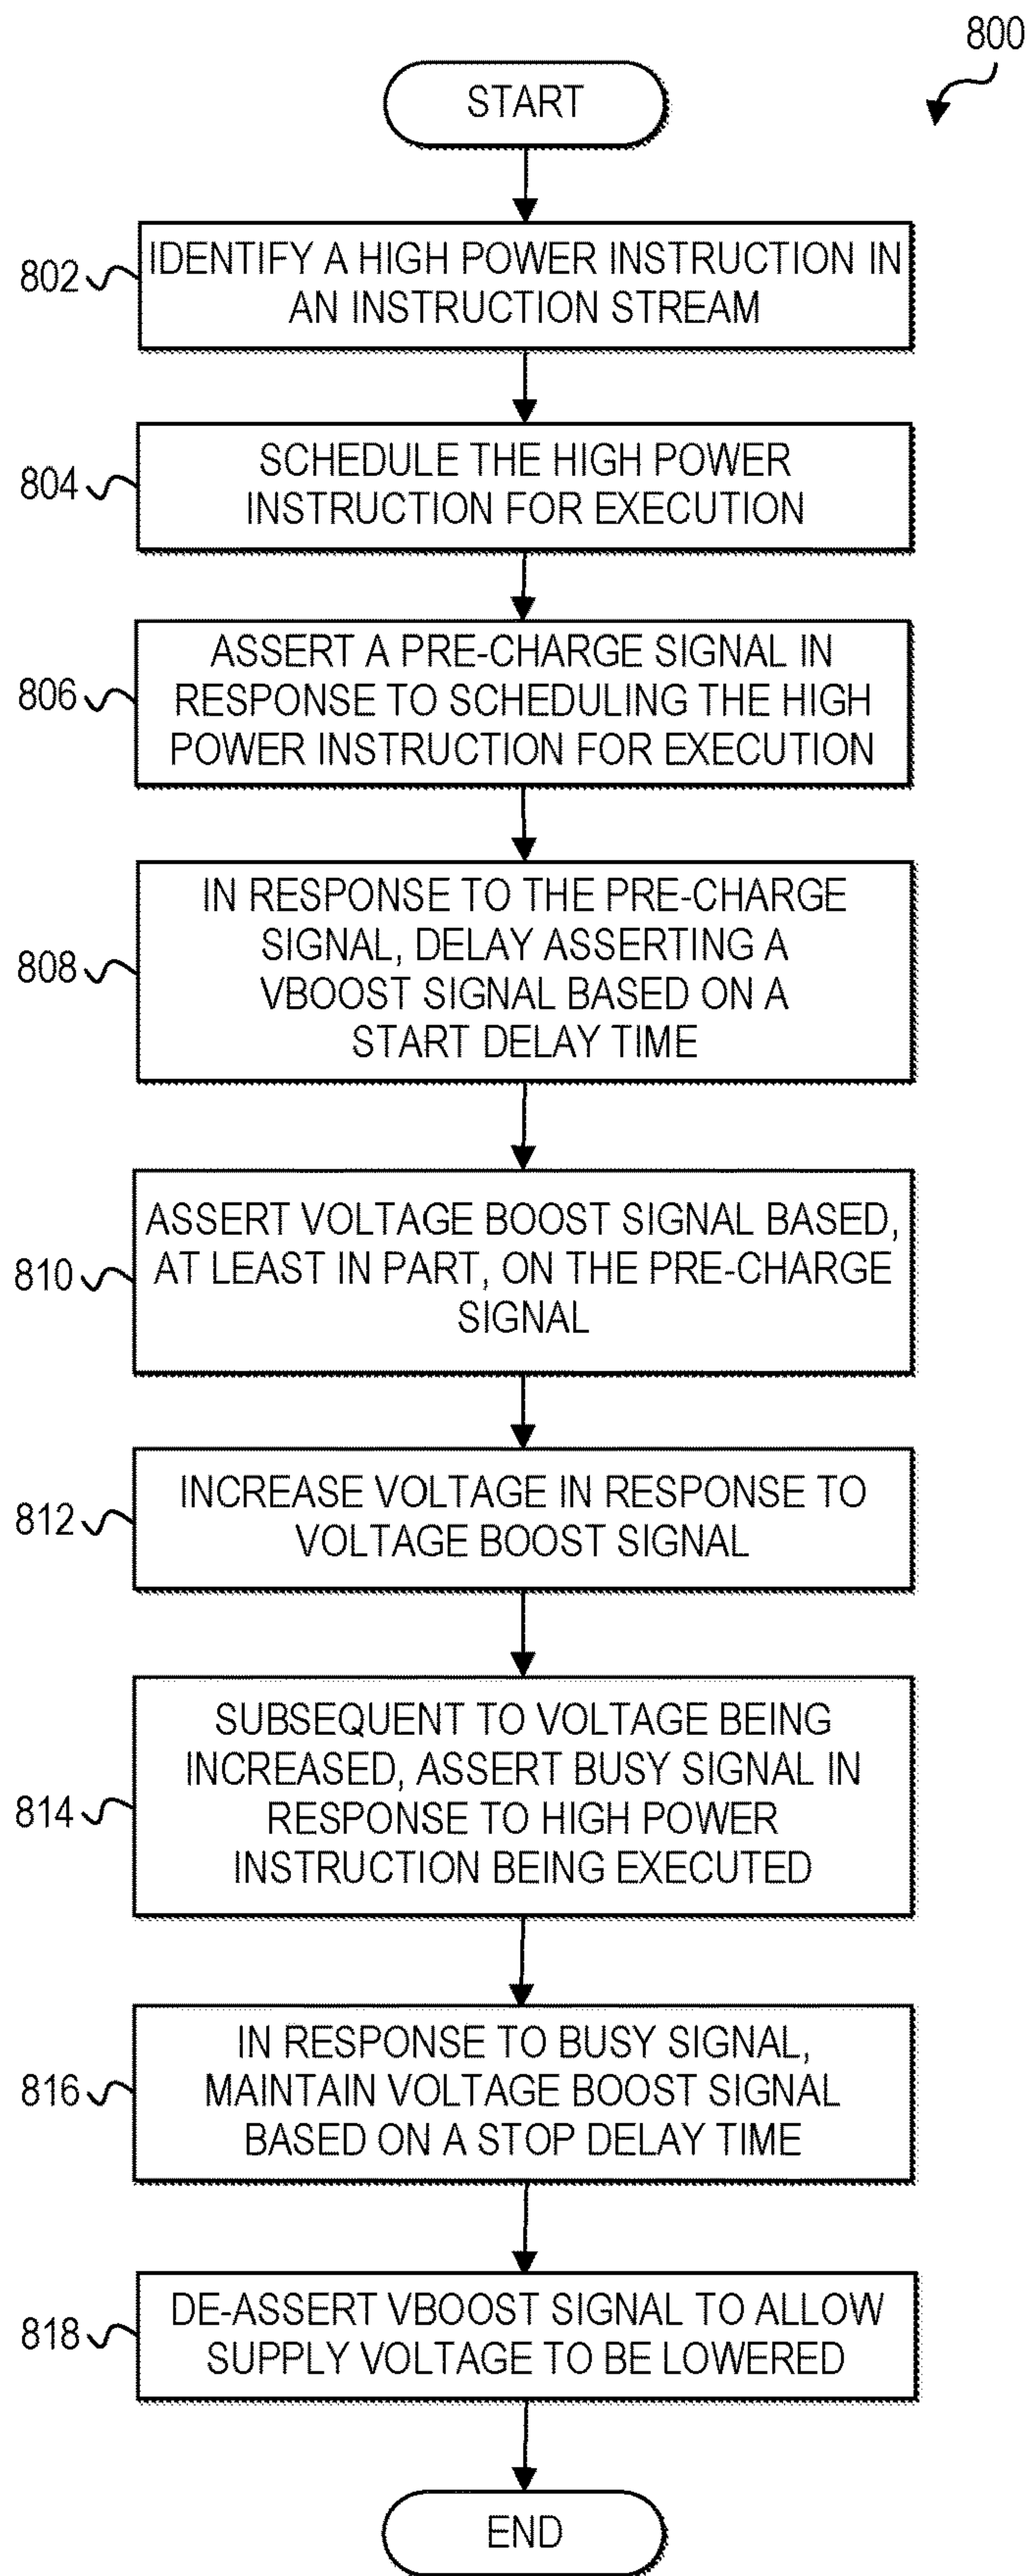 800
START
802
IDENTIFY A HIGH POWER INSTRUCTION IN
AN INSTRUCTION STREAM
804
SCHEDULE THE HIGH POWER
INSTRUCTION FOR EXECUTION
806
ASSERT A PRE-CHARGE SIGNAL IN
RESPONSE TO SCHEDULING THE HIGH
POWER INSTRUCTION FOR EXECUTION
808
IN RESPONSE TO THE PRE-CHARGE
SIGNAL, DELAY ASSERTING A
VBOOST SIGNAL BASED ON A
START DELAY TIME
810
ASSERT VOLTAGE BOOST SIGNAL BASED,
AT LEAST IN PART, ON THE PRE-CHARGE
SIGNAL
812
INCREASE VOLTAGE IN RESPONSE TO
VOLTAGE BOOST SIGNAL
814
SUBSEQUENT TO VOLTAGE BEING
INCREASED, ASSERT BUSY SIGNAL IN
RESPONSE TO HIGH POWER
INSTRUCTION BEING EXECUTED
816
IN RESPONSE TO BUSY SIGNAL,
MAINTAIN VOLTAGE BOOST SIGNAL
BASED ON A STOP DELAY TIME
818
DE-ASSERT VBOOST SIGNAL TO ALLOW
SUPPLY VOLTAGE TO BE LOWERED
END